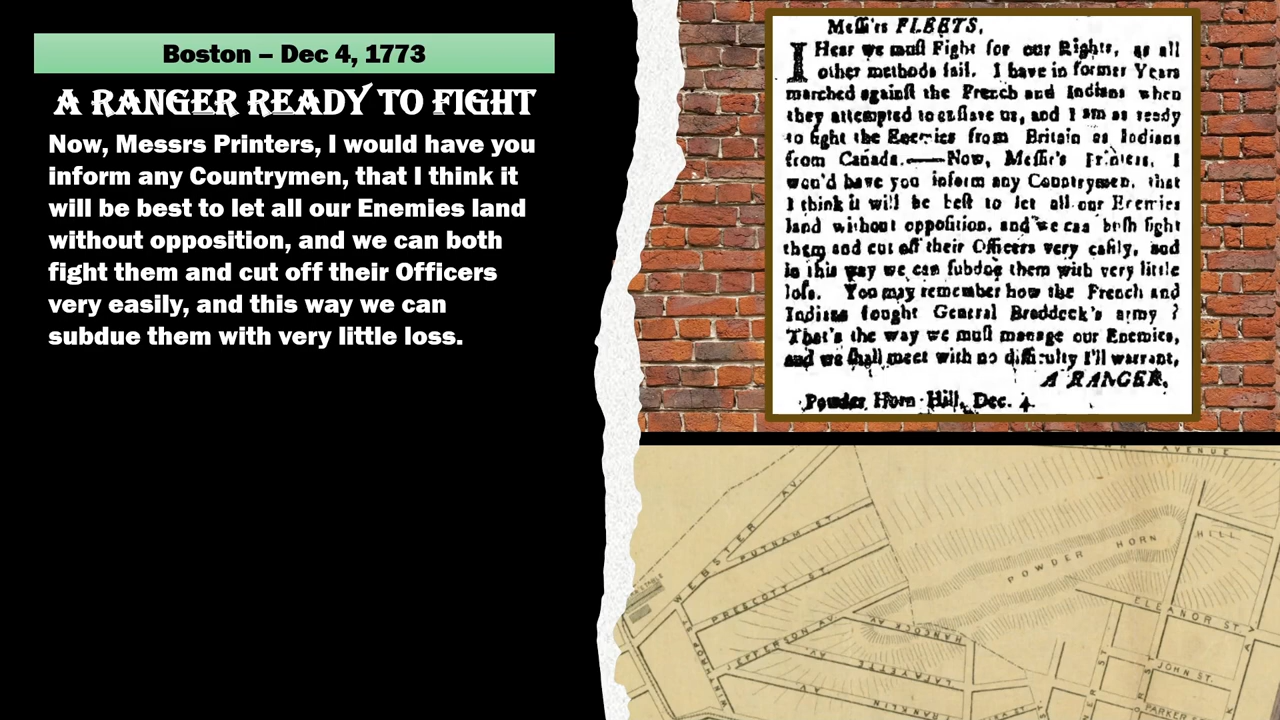 Boston – Dec 4, 1773
A RANGER READY TO FIGHT
Now, Messrs Printers, I would have you
inform any Countrymen, that I think it
will be best to let all our Enemies land
without opposition, and we can both
fight them and cut off their Officers
very easily, and this way we can
subdue them with very little loss.
Meſſ'rs FLEETS,
I Hear we muſt Fight for our Rights, as all
other methods fail. I have in former Years
marched againſt the French and Indians when
they attempted to enſlave us, and I am as ready
to fight the Enemies from Britain as Indians
from Canada.——Now, Meſſr's Printers, I
wou'd have you inform any Countrymen, that
I think it will be beſt to let all our Enemies
land without oppoſition, and we can both fight
them and cut off their Officers very eaſily, and
in this way we can ſubdue them with very little
loſs. You may remember how the French and
Indians fought General Braddock's army ?
That's the way we muſt manage our Enemies,
and we ſhall meet with no difficulty I'll warrant,
A RANGER.
Powder Horn Hill, Dec. 4
AVENUE
WEBSTER AV.
PUTNAM ST.
POWDER HORN HILL
PRESCOTT ST.
ELEANOR ST.
JEFFERSON AV.
HANCOCK AV.
LAFAYETTE AV.
JOHN ST.
WINTHROP
FRANKLIN AV
PARKER